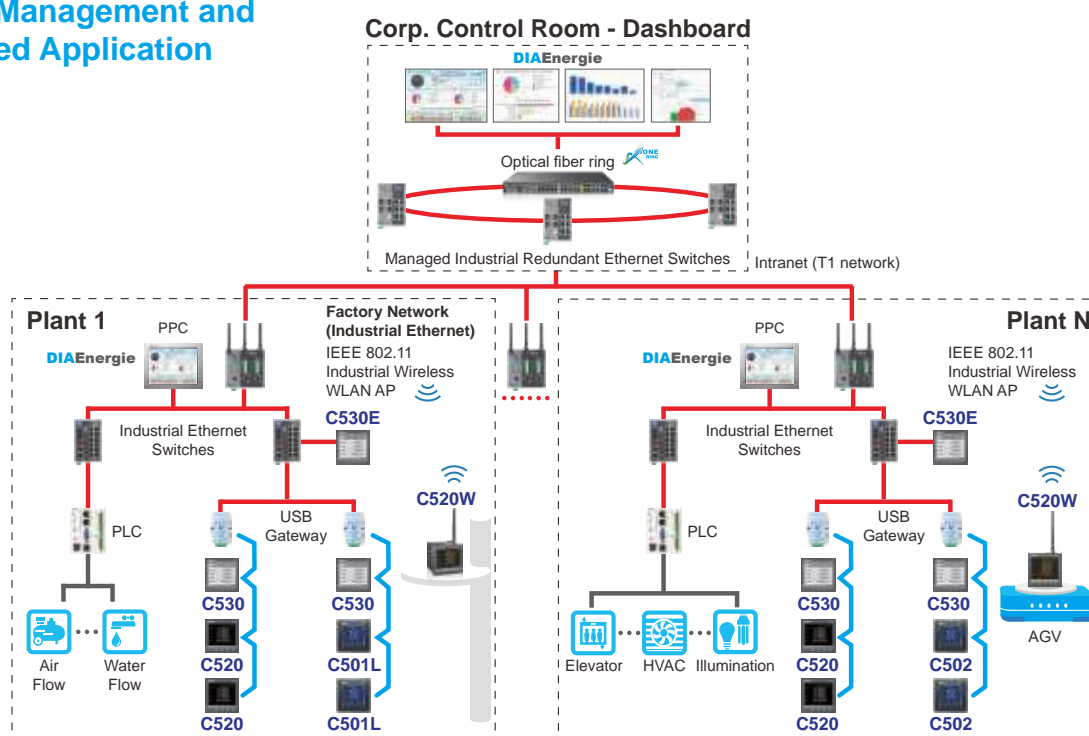 Management and
ed Application
Corp. Control Room - Dashboard
DIAEnergie
Optical fiber ring
ONE
RING
Managed Industrial Redundant Ethernet Switches
Intranet (T1 network)
Plant 1
PPC
DIAEnergie
Factory Network
(Industrial Ethernet)
IEEE 802.11
Industrial Wireless
WLAN AP
C530E
Industrial Ethernet
Switches
C520W
PLC
USB
Gateway
C530
C530
C520
C501L
C520
C501L
Air
Flow
Water
Flow
Plant N
PPC
DIAEnergie
IEEE 802.11
Industrial Wireless
WLAN AP
C530E
Industrial Ethernet
Switches
C520W
PLC
USB
Gateway
C530
C530
C520
C502
C520
C502
Elevator
HVAC
Illumination
AGV